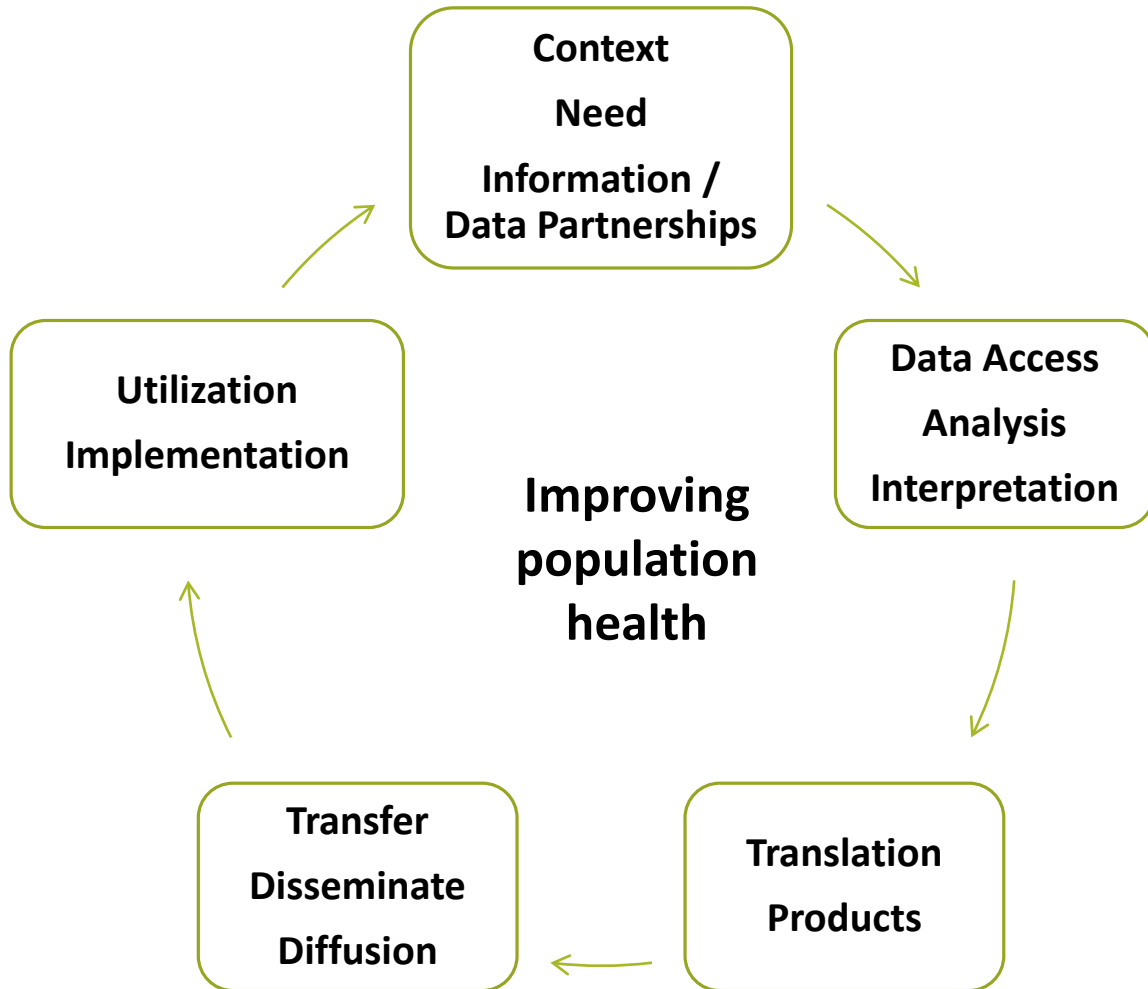 Context
Need
Information /
Data Partnerships
Data Access
Analysis
Interpretation
Translation
Products
Transfer
Disseminate
Diffusion
Utilization
Implementation
Improving
population
health